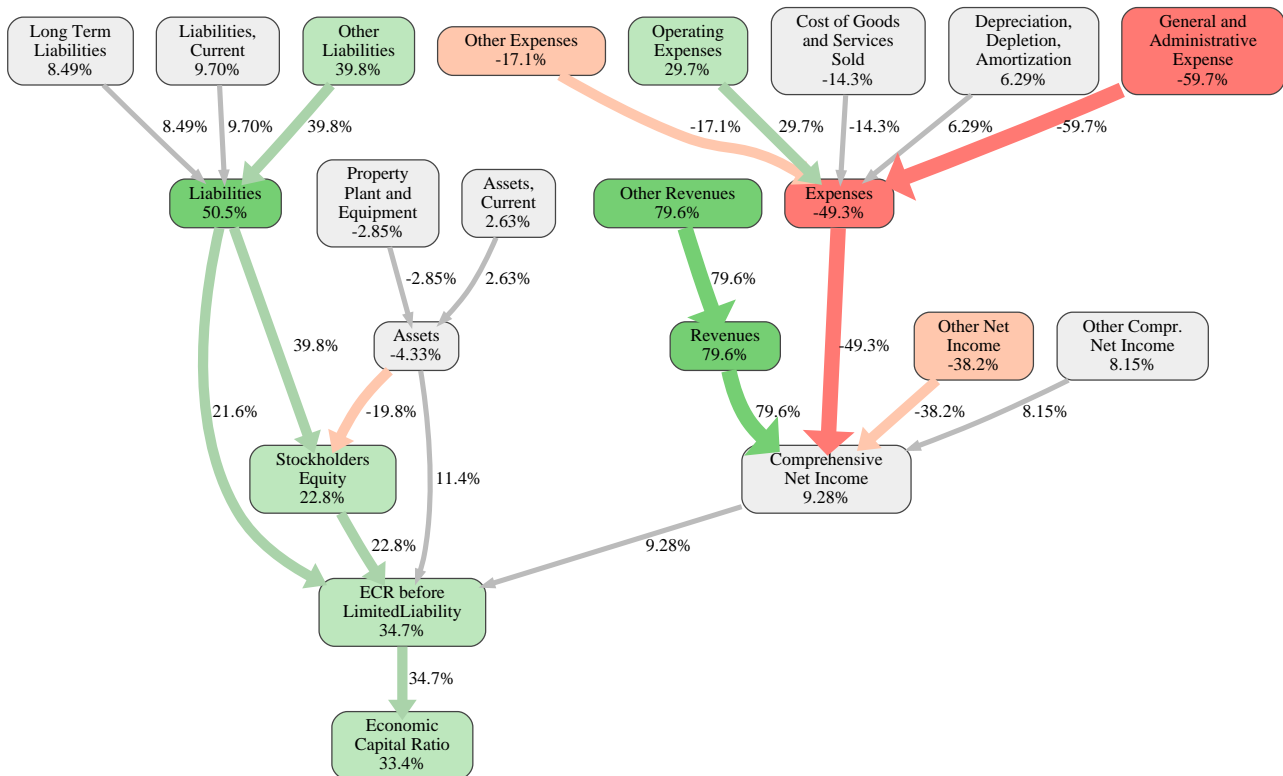 Long Term
Liabilities
8.49%
Liabilities,
Current
9.70%
Other
Liabilities
39.8%
Other Expenses
-17.1%
Operating
Expenses
29.7%
Cost of Goods
and Services
Sold
-14.3%
Depreciation,
Depletion,
Amortization
6.29%
General and
Administrative
Expense
-59.7%
8.49%
9.70%
39.8%
-17.1%
29.7%
-14.3%
6.29%
-59.7%
Liabilities
50.5%
Property
Plant and
Equipment
-2.85%
Assets,
Current
2.63%
Other Revenues
79.6%
Expenses
-49.3%
-2.85%
2.63%
79.6%
39.8%
Assets
-4.33%
Revenues
79.6%
-49.3%
Other Net
Income
-38.2%
Other Compr.
Net Income
8.15%
21.6%
-19.8%
79.6%
-38.2%
8.15%
Stockholders
Equity
22.8%
11.4%
Comprehensive
Net Income
9.28%
22.8%
9.28%
ECR before
LimitedLiability
34.7%
34.7%
Economic
Capital Ratio
33.4%